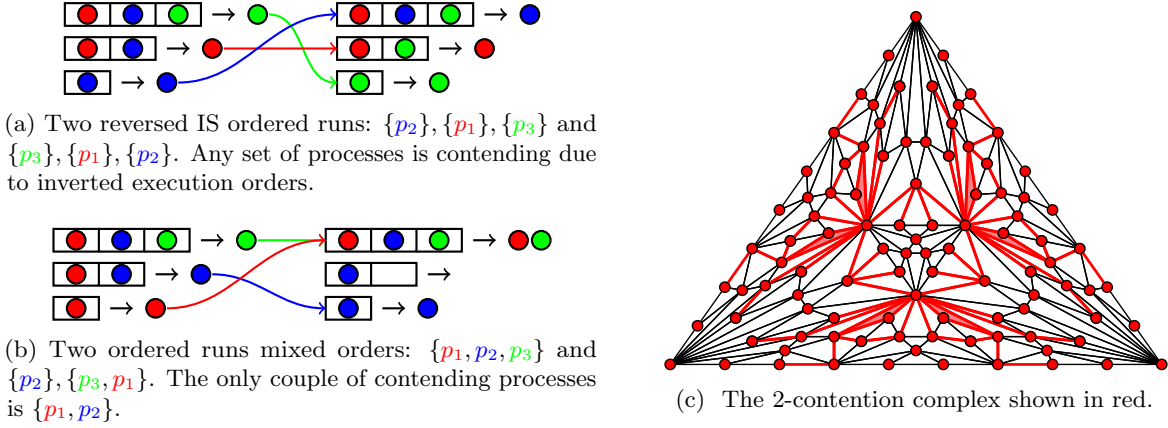 (a) Two reversed IS ordered runs: {p₂}, {p₁}, {p₃} and
{p₃}, {p₁}, {p₂}. Any set of processes is contending due
to inverted execution orders.
(b) Two ordered runs mixed orders: {p₁, p₂, p₃} and
{p₂}, {p₃, p₁}. The only couple of contending processes
is {p₁, p₂}.
(c) The 2-contention complex shown in red.